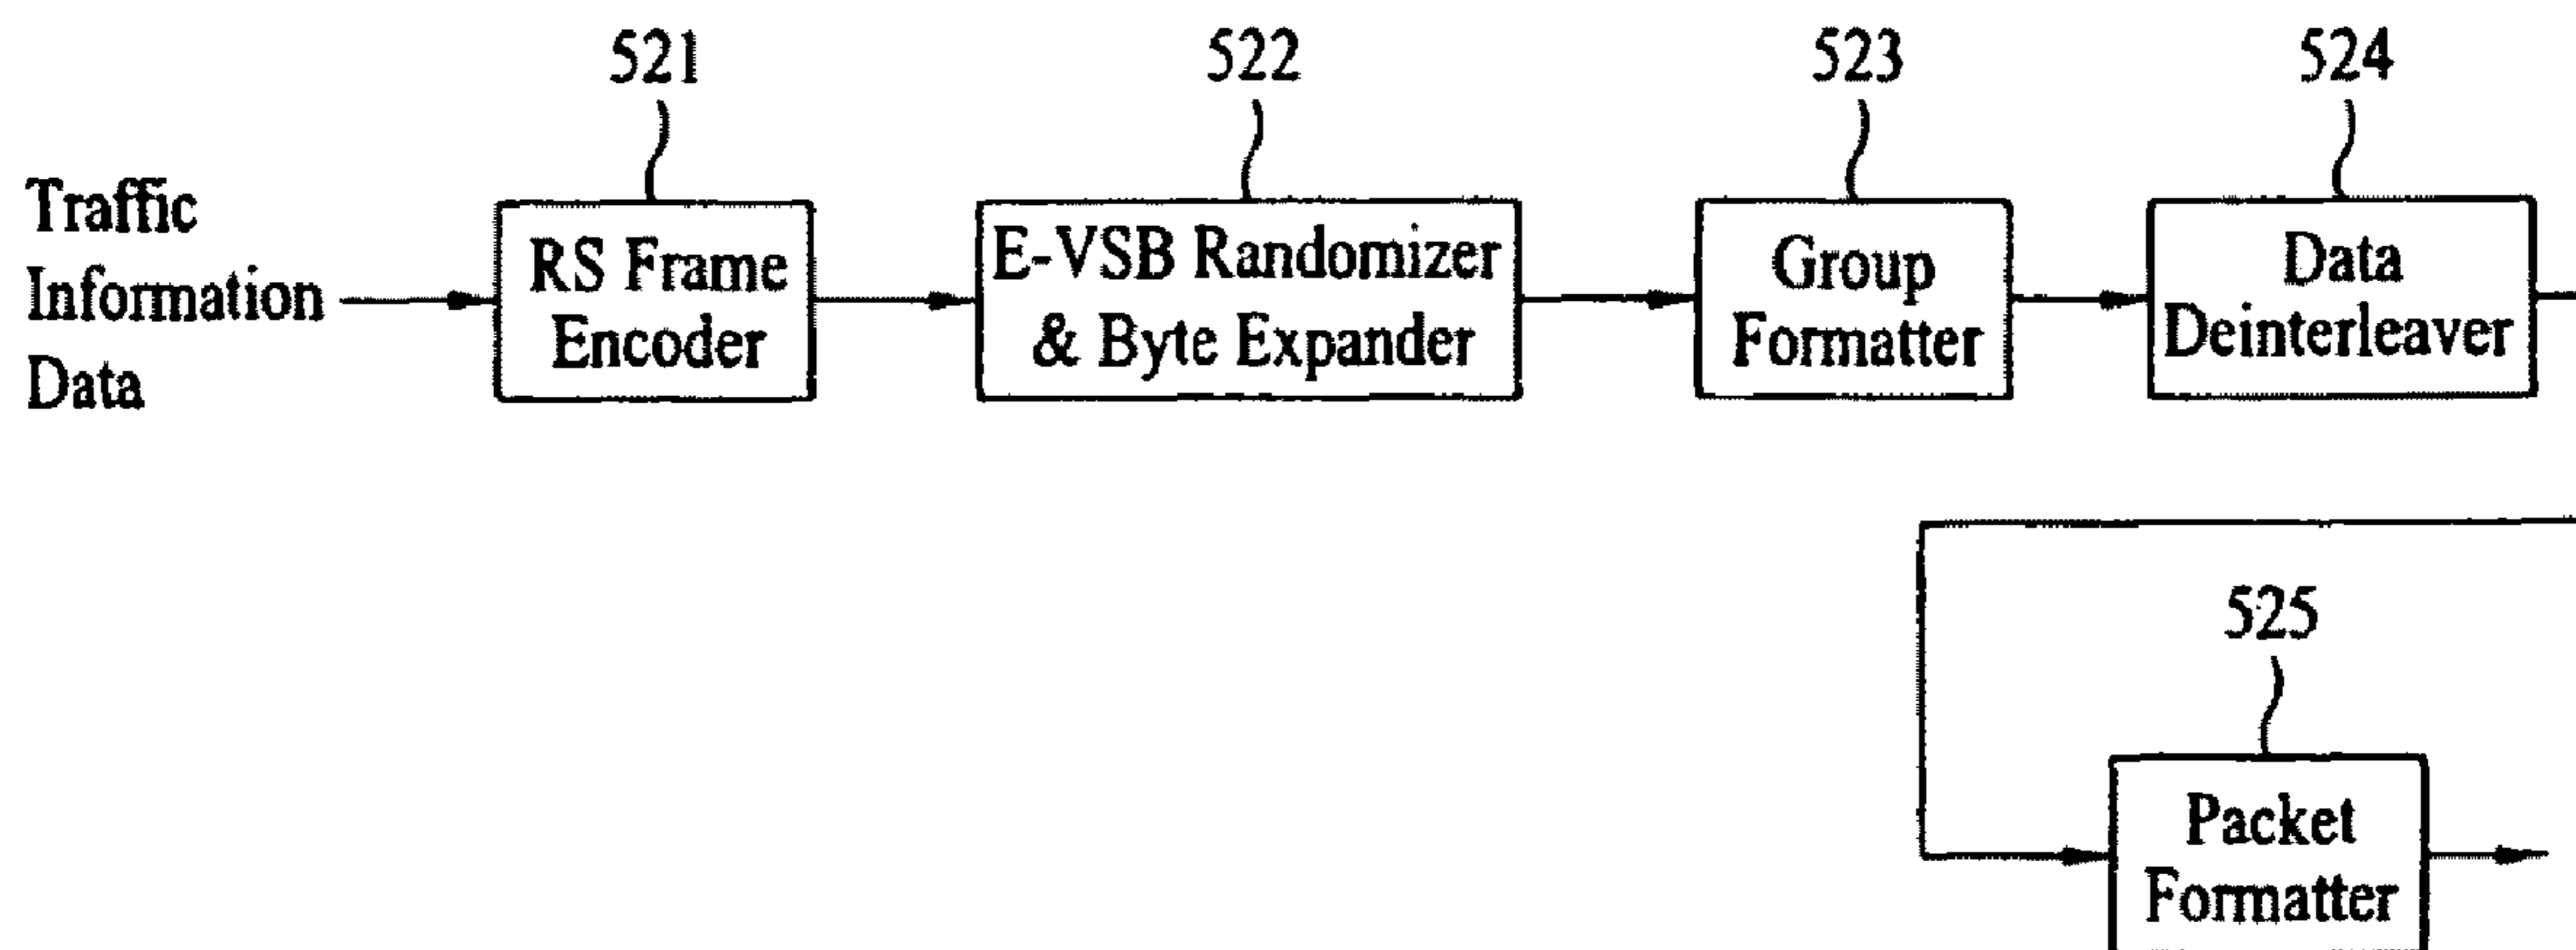 521
522
523
524
Traffic
Information
Data
RS Frame
Encoder
E-VSB Randomizer
& Byte Expander
Group
Formatter
Data
Deinterleaver
525
Packet
Formatter